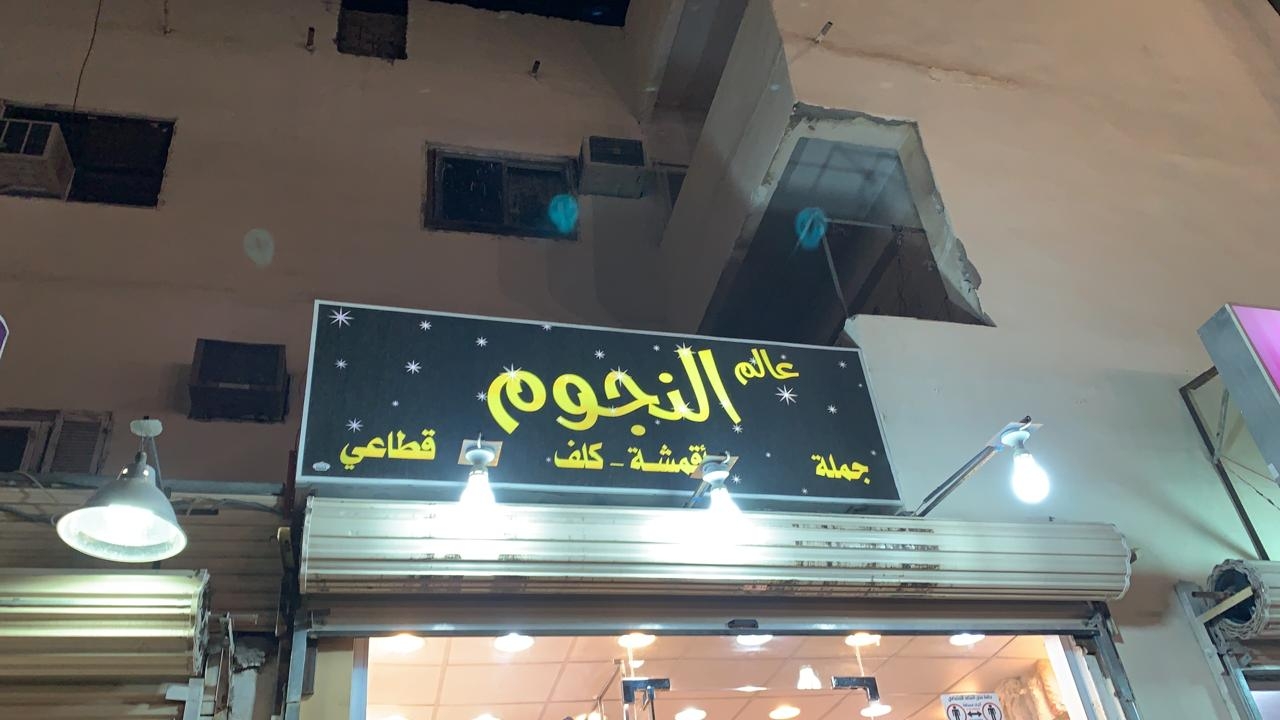 عالم النجوم
جملة أقمشة - كلف قطاعي